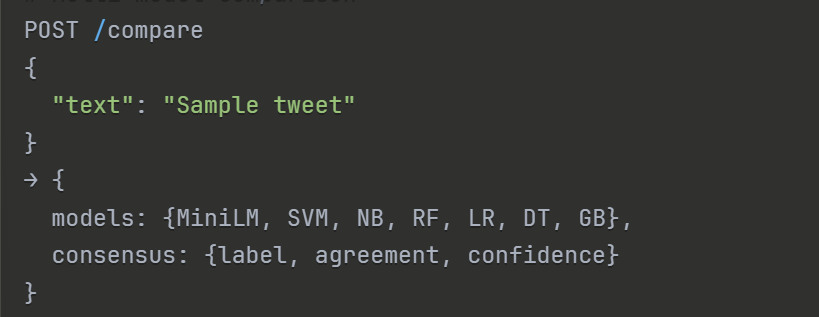 POST /compare
{
  "text": "Sample tweet"
}
→ {
  models: {MiniLM, SVM, NB, RF, LR, DT, GB},
  consensus: {label, agreement, confidence}
}